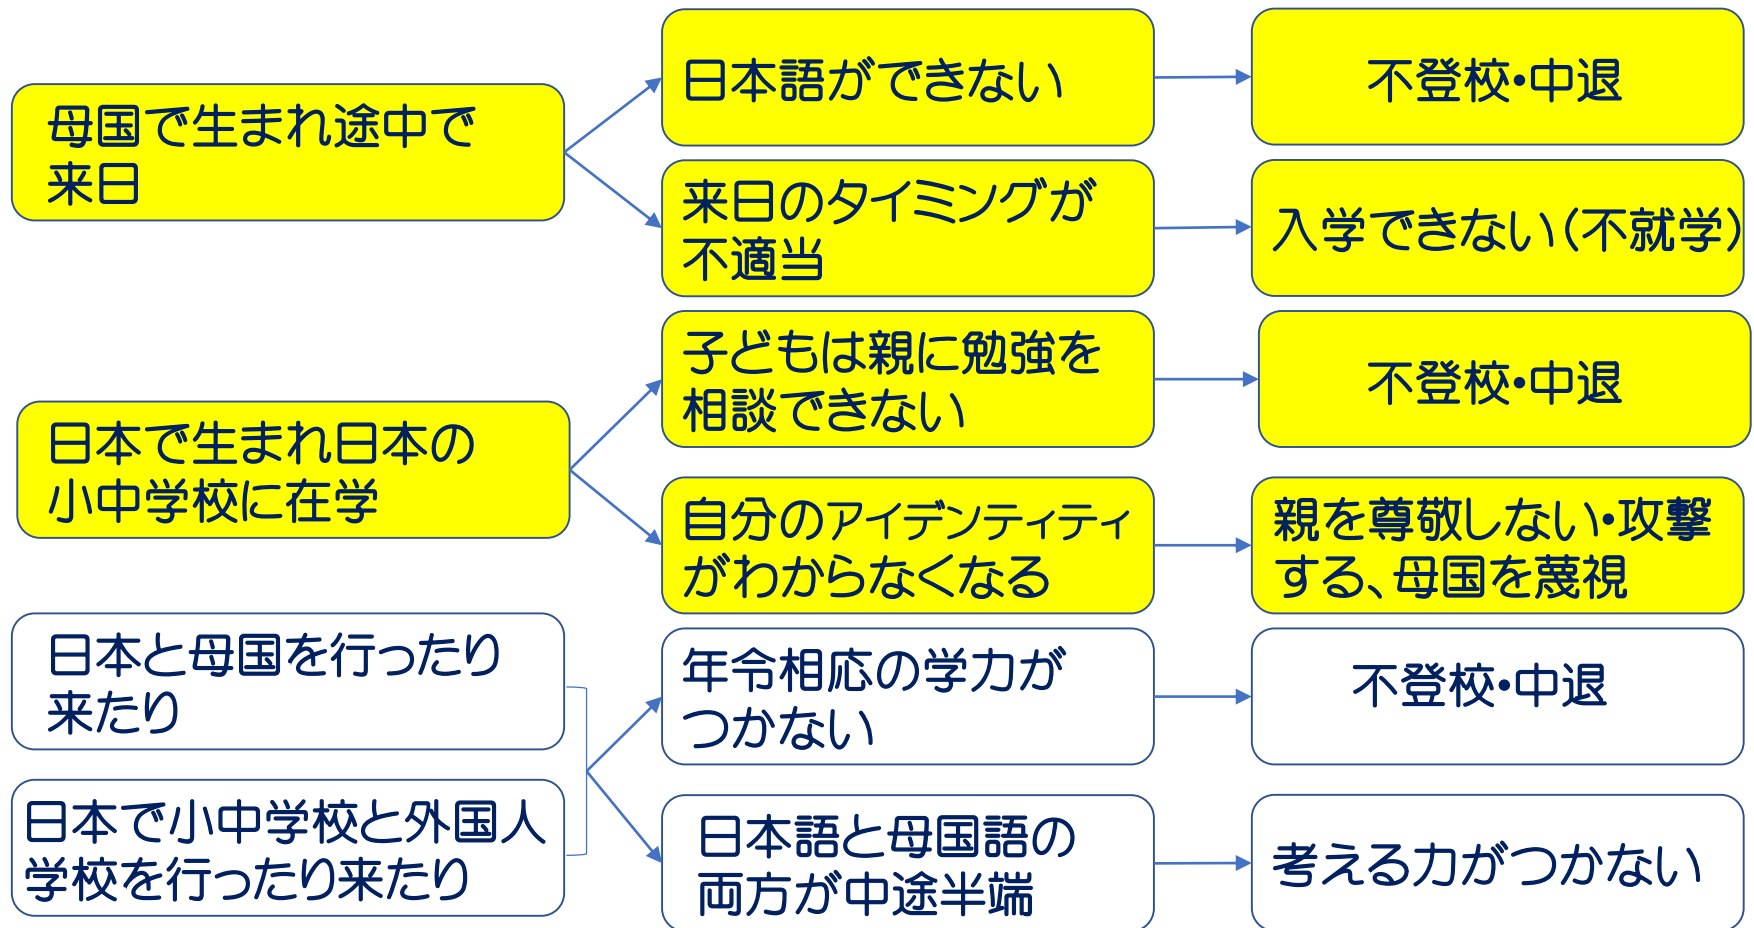 母国で生まれ途中で
来日
日本語ができない
不登校・中退
来日のタイミングが
不適当
入学できない(不就学)
日本で生まれ日本の
小中学校に在学
子どもは親に勉強を
相談できない
不登校・中退
自分のアイデンティティ
がわからなくなる
親を尊敬しない・攻撃
する、母国を蔑視
日本と母国を行ったり
来たり
日本で小中学校と外国人
学校を行ったり来たり
年令相応の学力が
つかない
不登校・中退
日本語と母国語の
両方が中途半端
考える力がつかない